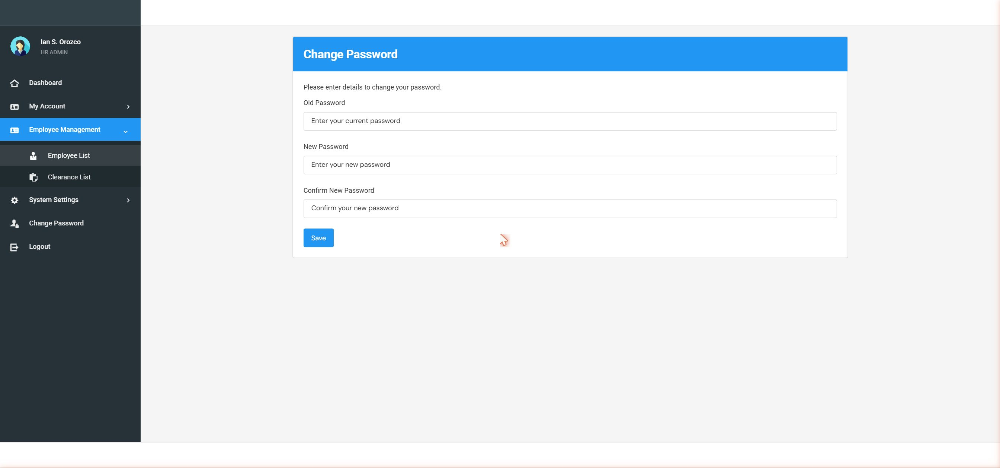 Ian S. Orozco
HR ADMIN
Dashboard
My Account
Employee Management
Employee List
Clearance List
System Settings
Change Password
Logout
Change Password
Please enter details to change your password.
Old Password
Enter your current password
New Password
Enter your new password
Confirm New Password
Confirm your new password
Save